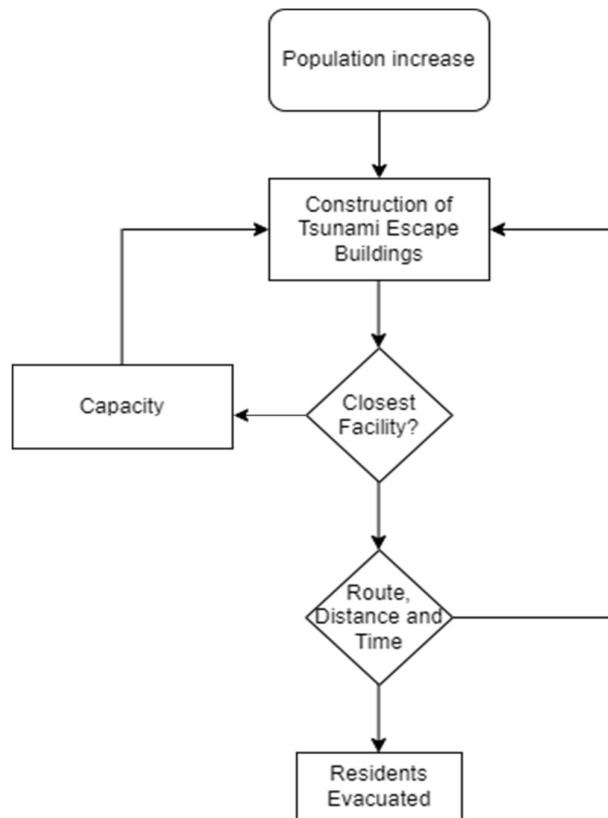 Population increase
Construction of
Tsunami Escape
Buildings
Capacity
Closest
Facility?
Route,
Distance and
Time
Residents
Evacuated